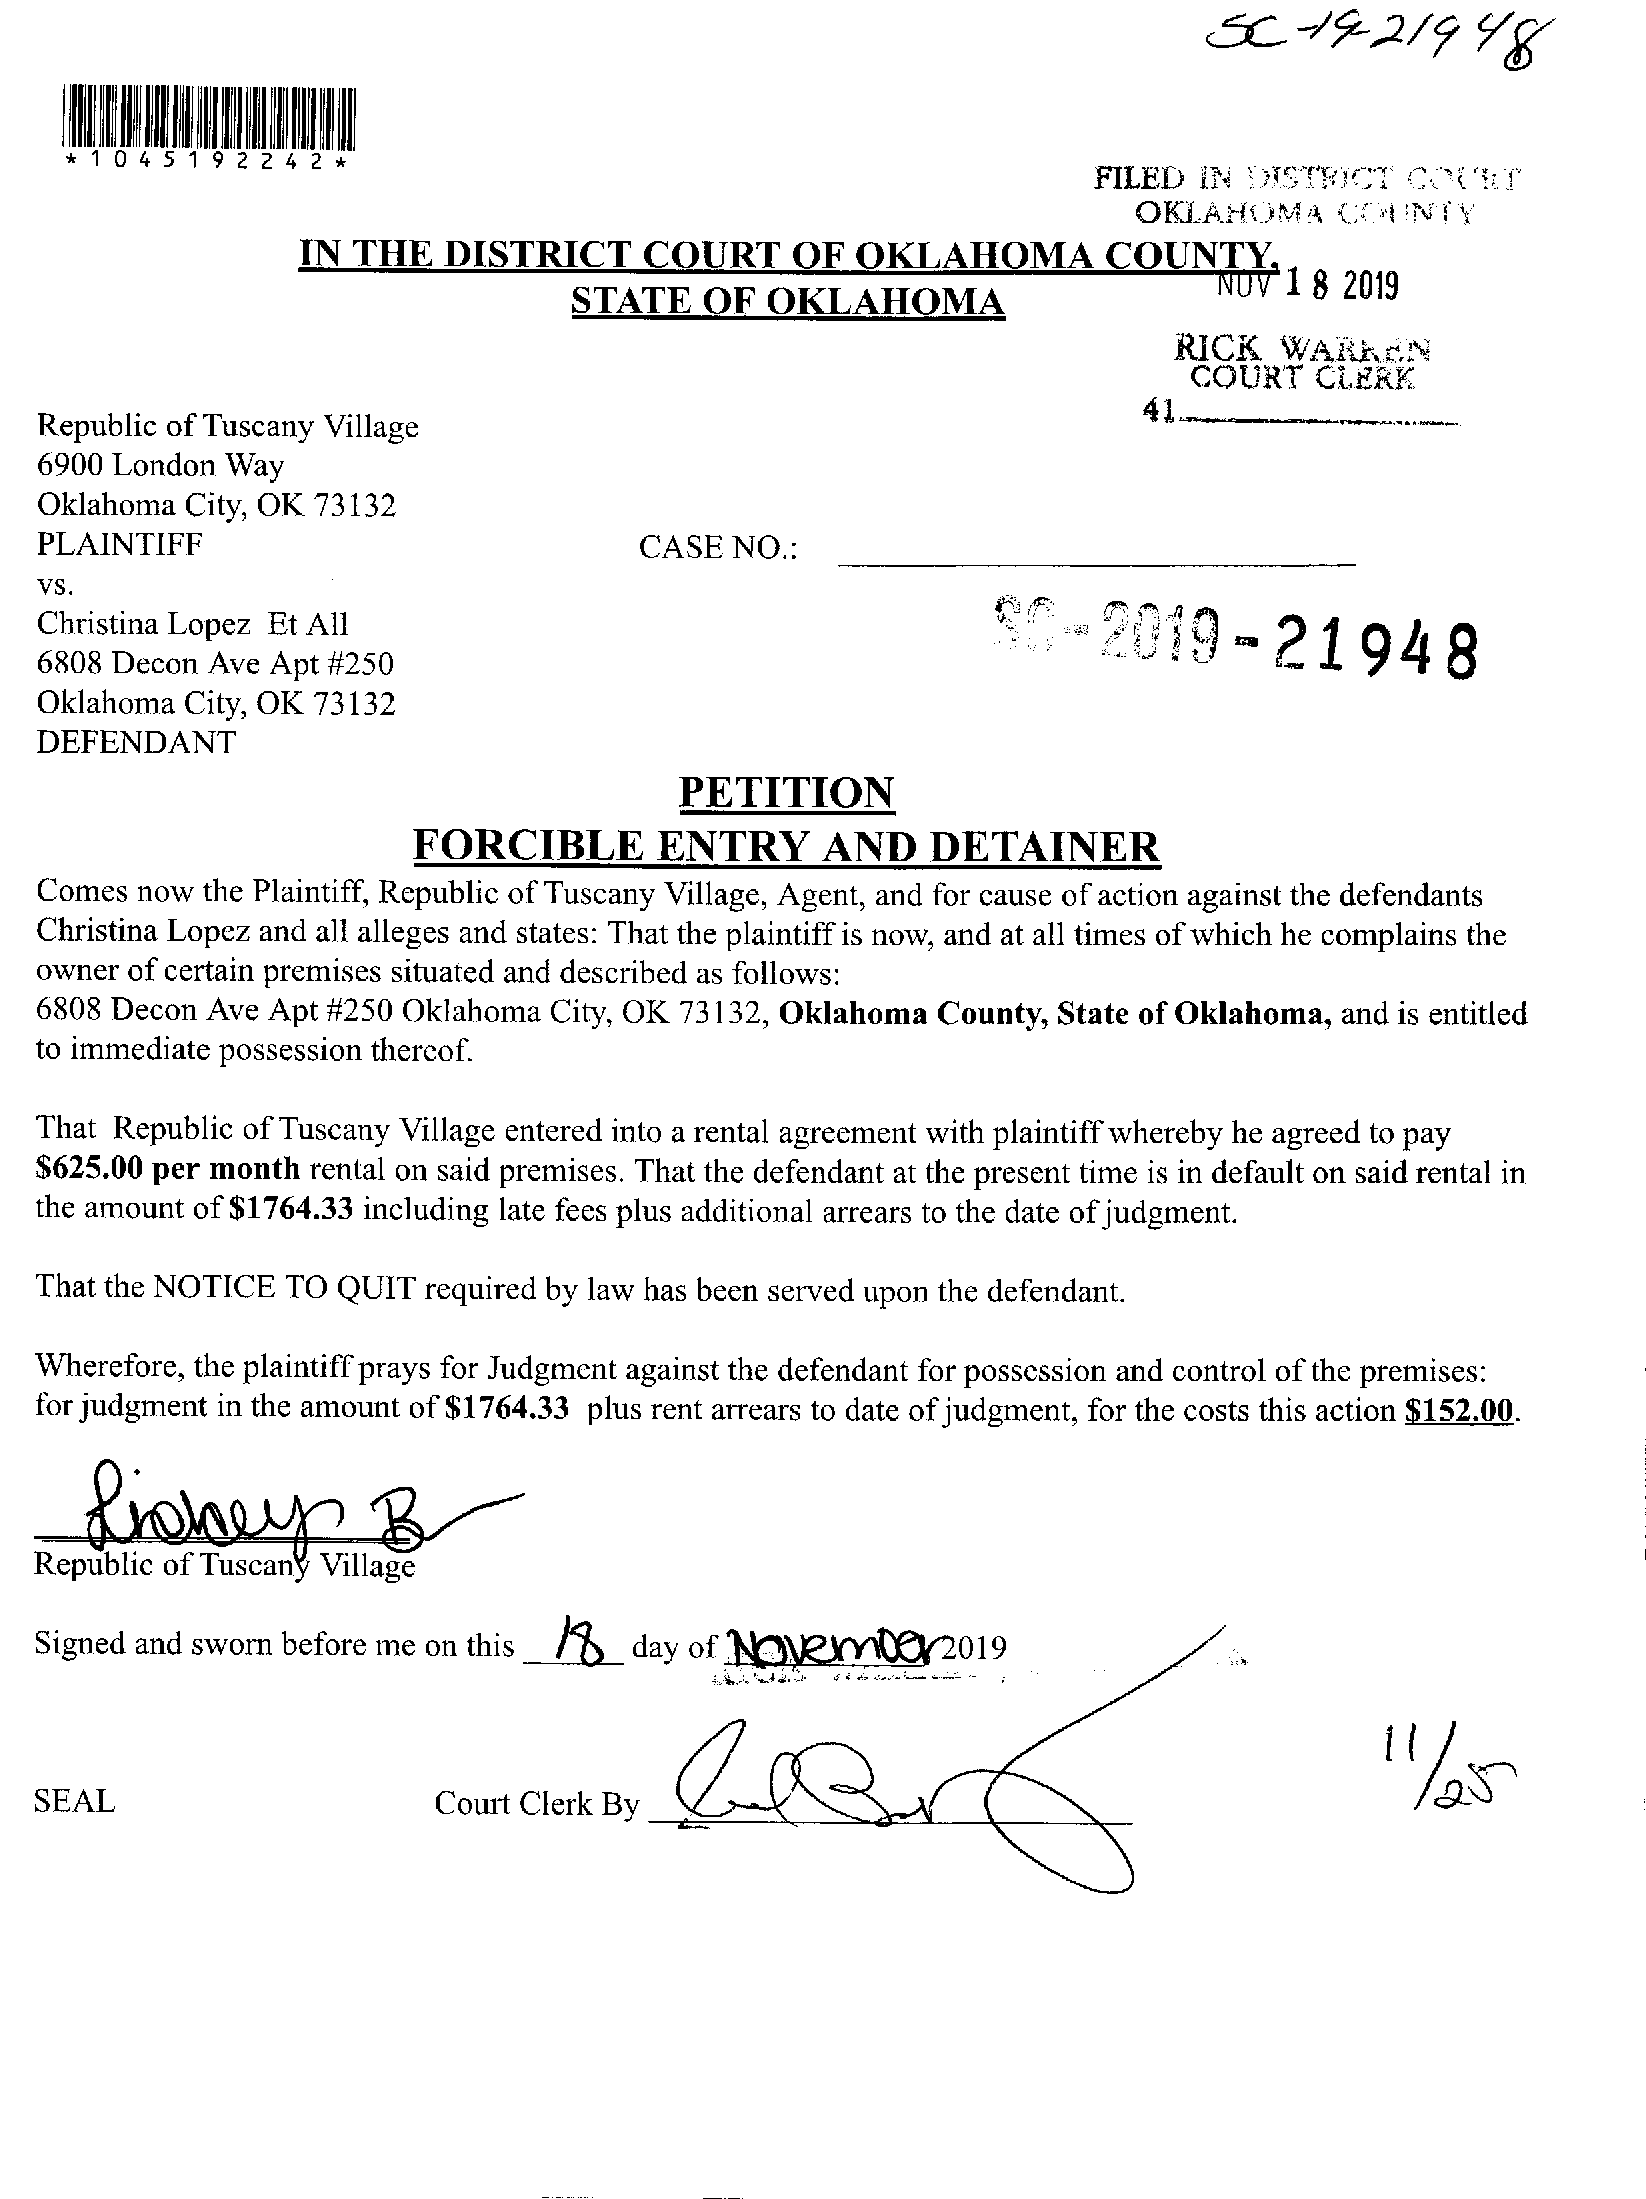 SC-19-21948
*1045192242*
FILED IN DISTRICT COURT
OKLAHOMA COUNTY
IN THE DISTRICT COURT OF OKLAHOMA COUNTY,
STATE OF OKLAHOMA
NOV 18 2019
RICK WARREN
COURT CLERK
41
Republic of Tuscany Village
6900 London Way
Oklahoma City, OK 73132
PLAINTIFF
CASE NO.:
vs.
Christina Lopez Et All
SC-2019-21948
6808 Decon Ave Apt #250
Oklahoma City, OK 73132
DEFENDANT
PETITION
FORCIBLE ENTRY AND DETAINER
Comes now the Plaintiff, Republic of Tuscany Village, Agent, and for cause of action against the defendants
Christina Lopez and all alleges and states: That the plaintiff is now, and at all times of which he complains the
owner of certain premises situated and described as follows:
6808 Decon Ave Apt #250 Oklahoma City, OK 73132, Oklahoma County, State of Oklahoma, and is entitled
to immediate possession thereof.
That Republic of Tuscany Village entered into a rental agreement with plaintiff whereby he agreed to pay
$625.00 per month rental on said premises. That the defendant at the present time is in default on said rental in
the amount of $1764.33 including late fees plus additional arrears to the date of judgment.
That the NOTICE TO QUIT required by law has been served upon the defendant.
Wherefore, the plaintiff prays for Judgment against the defendant for possession and control of the premises:
for judgment in the amount of $1764.33 plus rent arrears to date of judgment, for the costs this action $152.00.
Republic of Tuscany Village
Signed and sworn before me on this 18 day of November 2019
11/25
SEAL
Court Clerk By